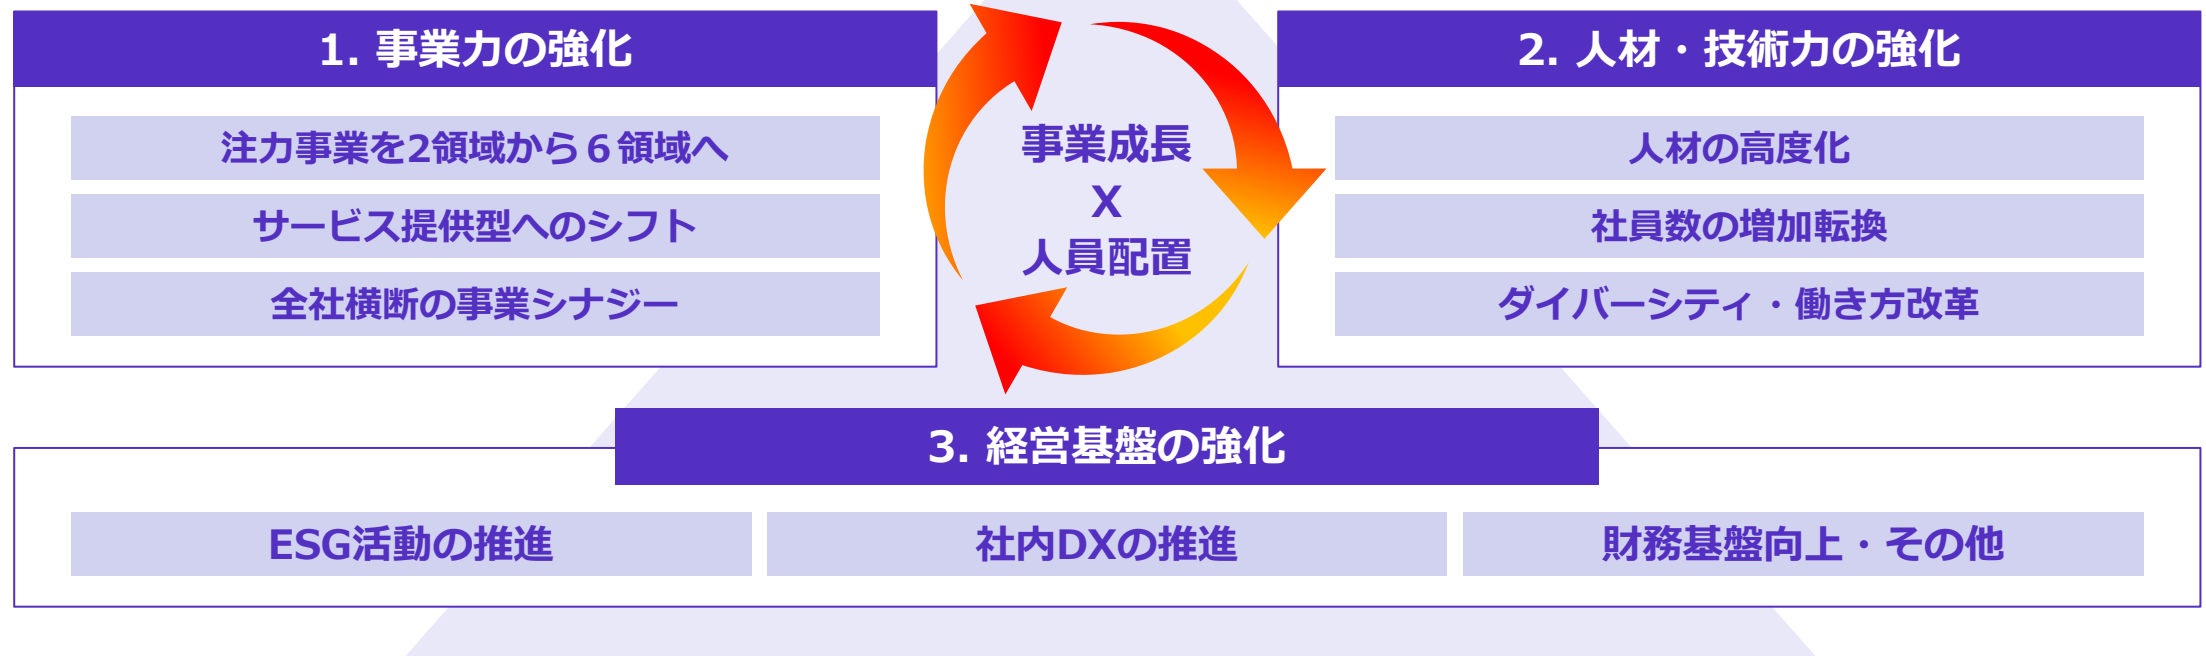 1. 事業力の強化
注力事業を2領域から６領域へ
サービス提供型へのシフト
全社横断の事業シナジー
事業成長
X
人員配置
2. 人材・技術力の強化
人材の高度化
社員数の増加転換
ダイバーシティ・働き方改革
3. 経営基盤の強化
ESG活動の推進
社内DXの推進
財務基盤向上・その他